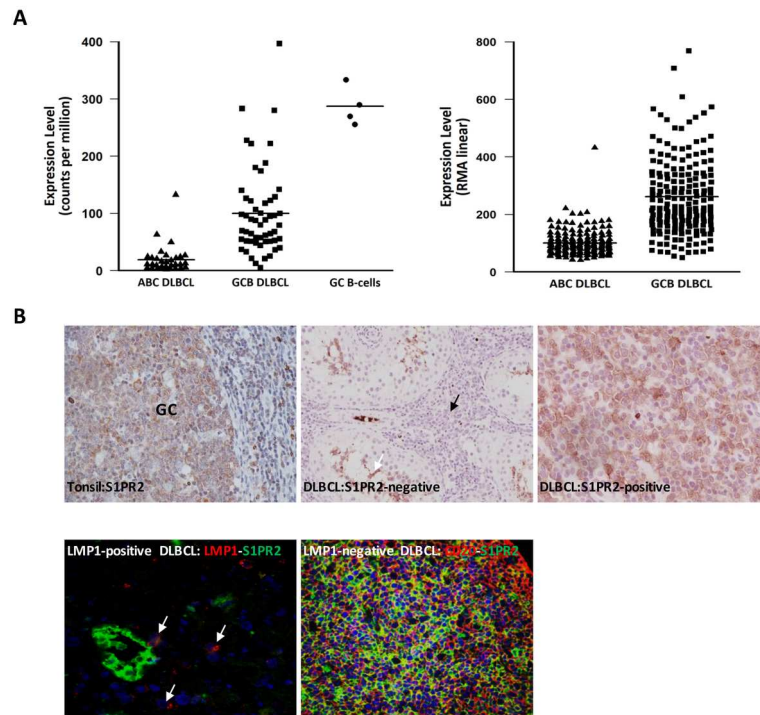 A
Expression Level
(counts per million)
400
300
200
100
0
ABC DLBCL
GCB DLBCL
GC B-cells
Expression Level
(RMA linear)
800
600
400
200
0
ABC DLBCL
GCB DLBCL
B
GC
Tonsil:S1PR2
DLBCL:S1PR2-negative
DLBCL:S1PR2-positive
LMP1-positive DLBCL: LMP1-S1PR2
LMP1-negative DLBCL: -S1PR2